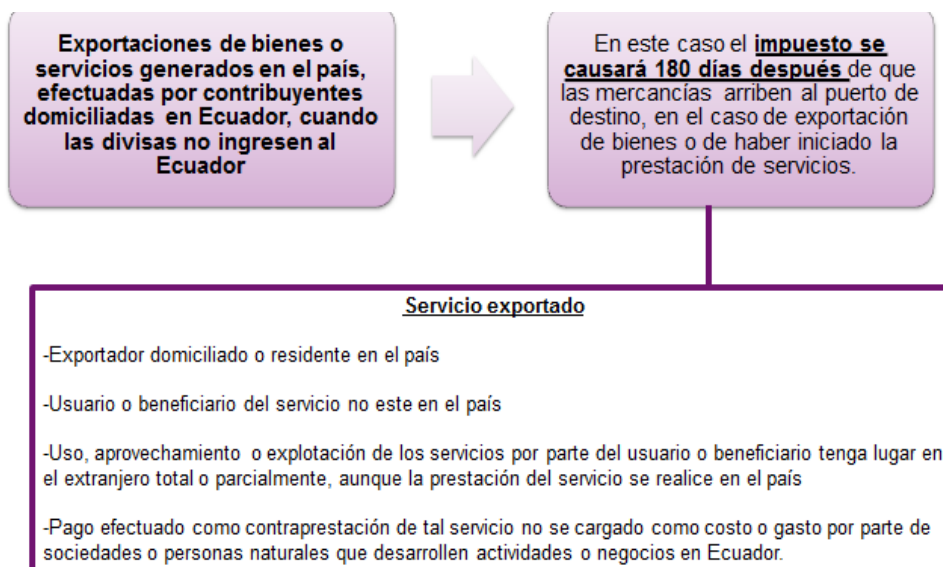 Exportaciones de bienes o
servicios generados en el país,
efectuadas por contribuyentes
domiciliadas en Ecuador, cuando
las divisas no ingresen al
Ecuador
En este caso el impuesto se
causará 180 días después de que
las mercancías arriben al puerto de
destino, en el caso de exportación
de bienes o de haber iniciado la
prestación de servicios.
Servicio exportado
-Exportador domiciliado o residente en el país
-Usuario o beneficiario del servicio no este en el país
-Uso, aprovechamiento o explotación de los servicios por parte del usuario o beneficiario tenga lugar en
el extranjero total o parcialmente, aunque la prestación del servicio se realice en el país
-Pago efectuado como contraprestación de tal servicio no se cargado como costo o gasto por parte de
sociedades o personas naturales que desarrollen actividades o negocios en Ecuador.